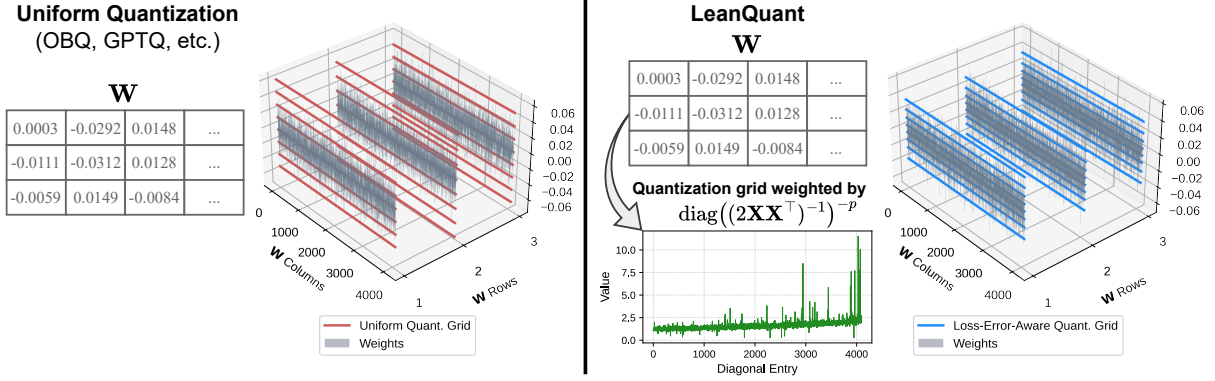 Uniform Quantization
(OBQ, GPTQ, etc.)
W
0.0003 -0.0292 0.0148 ...
-0.0111 -0.0312 0.0128 ...
-0.0059 0.0149 -0.0084 ...
0.06
0.04
0.02
0.00
−0.02
−0.04
−0.06
0
1000
2000
3000
4000
W Columns
1
2
3
W Rows
Uniform Quant. Grid
Weights
LeanQuant
W
0.0003 -0.0292 0.0148 ...
-0.0111 -0.0312 0.0128 ...
-0.0059 0.0149 -0.0084 ...
Quantization grid weighted by
diag((2XX⊤)−1)−p
10.0
7.5
5.0
2.5
0.0
Value
0 1000 2000 3000 4000
Diagonal Entry
0.06
0.04
0.02
0.00
−0.02
−0.04
−0.06
0
1000
2000
3000
4000
W Columns
1
2
3
W Rows
Loss-Error-Aware Quant. Grid
Weights